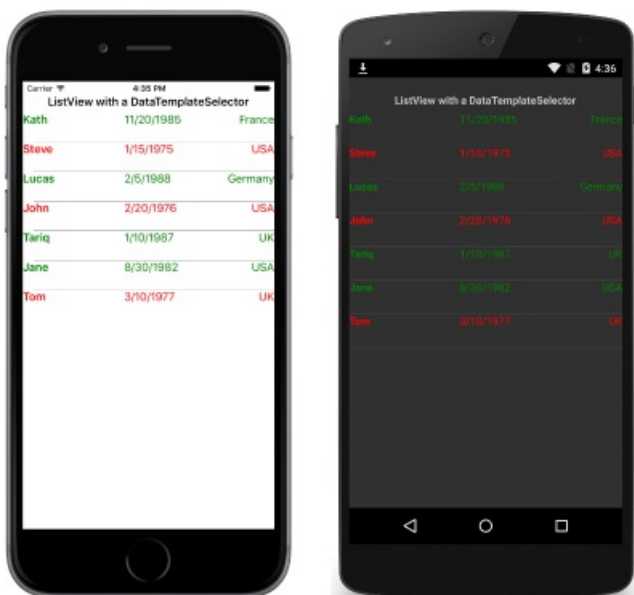 Carrier 4:35 PM
ListView with a DataTemplateSelector
Kath 11/20/1985 France
Steve 1/15/1975 USA
Lucas 2/5/1988 Germany
John 2/20/1976 USA
Tariq 1/10/1987 UK
Jane 8/30/1982 USA
Tom 3/10/1977 UK
4:36
ListView with a DataTemplateSelector
Kath 11/20/1985 France
Steve 1/15/1975 USA
Lucas 2/5/1988 Germany
John 2/20/1976 USA
Tariq 1/10/1987 UK
Jane 8/30/1982 USA
Tom 3/10/1977 UK